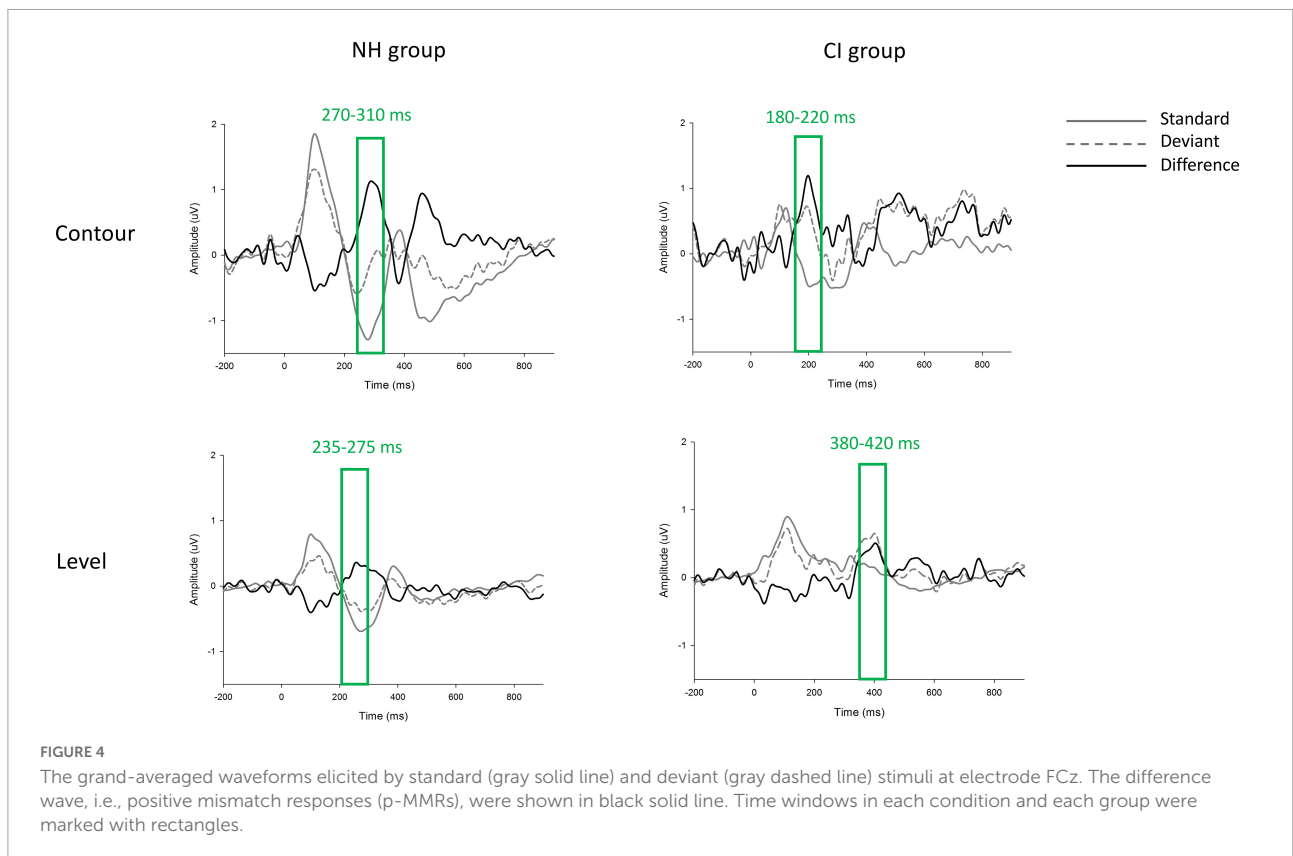 NH group
CI group
Standard
Deviant
Difference
Contour
270-310 ms
2
1
0
-1
Amplitude (uV)
-200 0 200 400 600 800
Time (ms)
180-220 ms
2
1
0
-1
Amplitude (uV)
-200 0 200 400 600 800
Time (ms)
Level
235-275 ms
2
1
0
-1
Amplitude (uV)
-200 0 200 400 600 800
Time (ms)
380-420 ms
2
1
0
-1
Amplitude (uV)
-200 0 200 400 600 800
Time (ms)
FIGURE 4
The grand-averaged waveforms elicited by standard (gray solid line) and deviant (gray dashed line) stimuli at electrode FCz. The difference
wave, i.e., positive mismatch responses (p-MMRs), were shown in black solid line. Time windows in each condition and each group were
marked with rectangles.